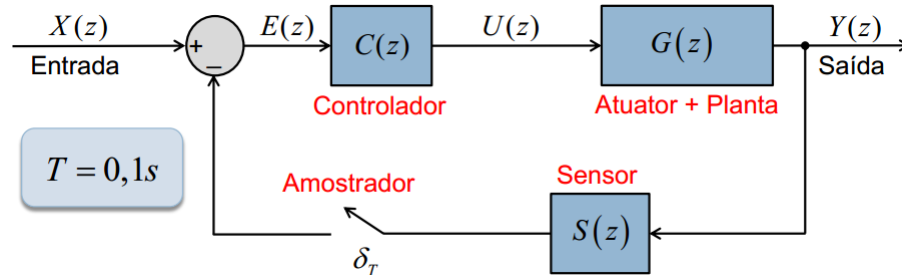 X(z)
Entrada
+
−
E(z)
C(z)
Controlador
U(z)
G(z)
Atuator + Planta
Y(z)
Saída
T = 0,1s
Amostrador
δ_T
Sensor
S(z)